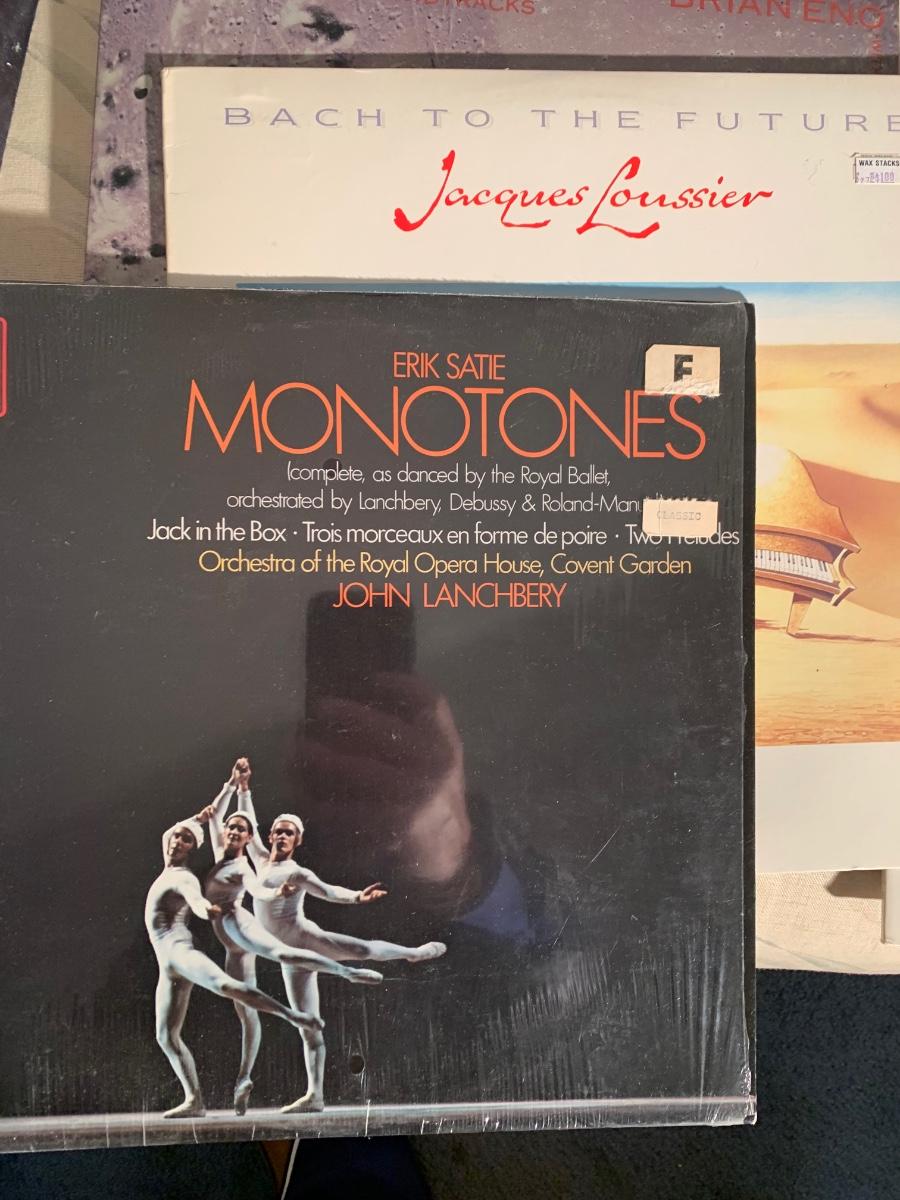 BRIAN ENO
BACH TO THE FUTURE
Jacques Loussier
WAX STACKS
ERIK SATIE
F
MONOTONES
(complete, as danced by the Royal Ballet,
orchestrated by Lanchbery, Debussy & Roland-Manu
CLASSIC
Jack in the Box · Trois morceaux en forme de poire · Two Preludes
Orchestra of the Royal Opera House, Covent Garden
JOHN LANCHBERY